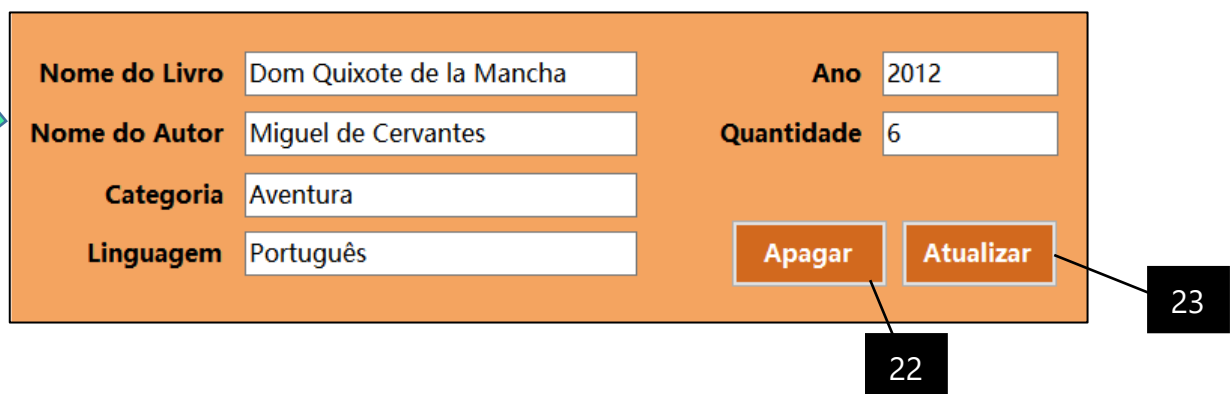 Nome do Livro Dom Quixote de la Mancha
Ano 2012
Nome do Autor Miguel de Cervantes
Quantidade 6
Categoria Aventura
Linguagem Português
Apagar Atualizar
23
22